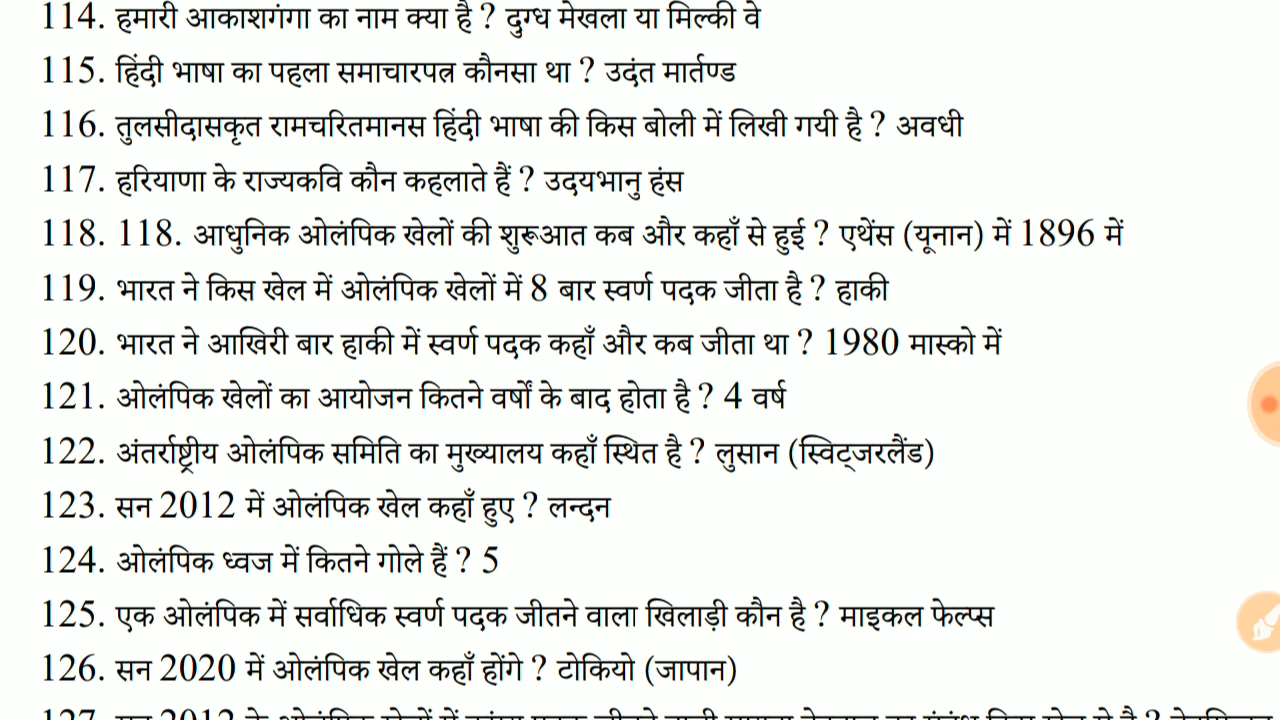 114. हमारी आकाशगंगा का नाम क्या है ? दुग्ध मेखला या मिल्की वे
115. हिंदी भाषा का पहला समाचारपत्र कौनसा था ? उदंत मार्तण्ड
116. तुलसीदासकृत रामचरितमानस हिंदी भाषा की किस बोली में लिखी गयी है ? अवधी
117. हरियाणा के राज्यकवि कौन कहलाते हैं ? उदयभानु हंस
118. 118. आधुनिक ओलंपिक खेलों की शुरूआत कब और कहाँ से हुई ? एथेंस (यूनान) में 1896 में
119. भारत ने किस खेल में ओलंपिक खेलों में 8 बार स्वर्ण पदक जीता है ? हाकी
120. भारत ने आखिरी बार हाकी में स्वर्ण पदक कहाँ और कब जीता था ? 1980 मास्को में
121. ओलंपिक खेलों का आयोजन कितने वर्षों के बाद होता है ? 4 वर्ष
122. अंतर्राष्ट्रीय ओलंपिक समिति का मुख्यालय कहाँ स्थित है ? लुसान (स्विट्जरलैंड)
123. सन 2012 में ओलंपिक खेल कहाँ हुए ? लन्दन
124. ओलंपिक ध्वज में कितने गोले हैं ? 5
125. एक ओलंपिक में सर्वाधिक स्वर्ण पदक जीतने वाला खिलाड़ी कौन है ? माइकल फेल्प्स
126. सन 2020 में ओलंपिक खेल कहाँ होंगे ? टोकियो (जापान)
127. सन 2012 के ओलंपिक खेलों में